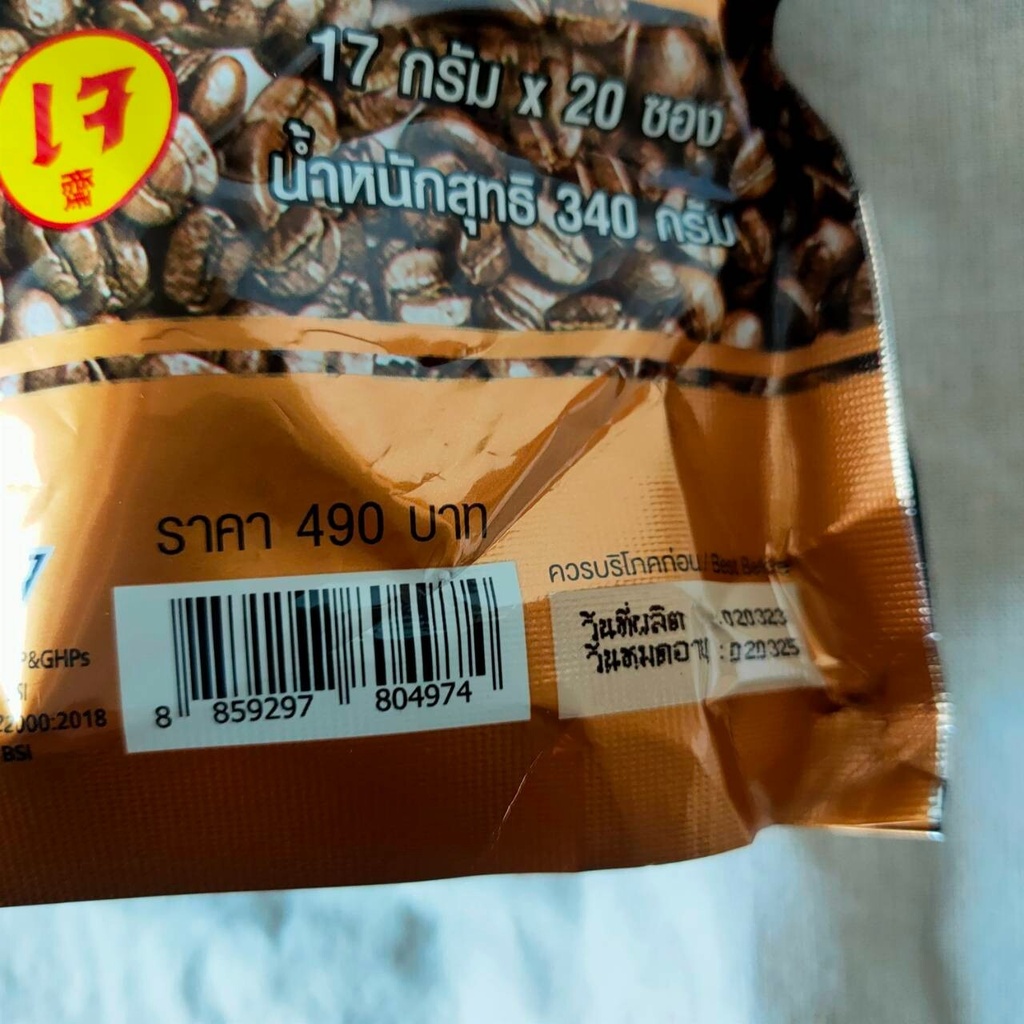 เจ
齋
17 กรัม x 20 ซอง
น้ำหนักสุทธิ 340 กรัม
ราคา 490 บาท
ควรบริโภคก่อน / Best Before
วันที่ผลิต : 020323
วันหมดอายุ : 020325
8 859297 804974
P&GHPs
22000:2018
BSI